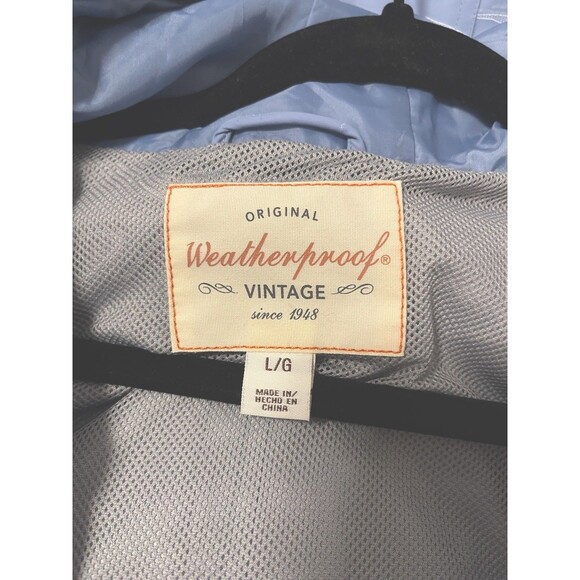 ORIGINAL
Weatherproof®
VINTAGE
since 1948
L/G
MADE IN/
HECHO EN
CHINA